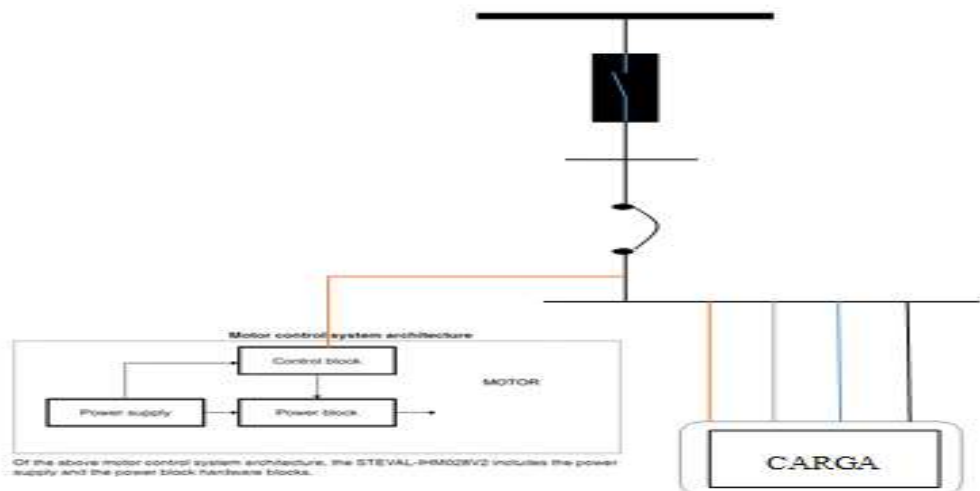 Motor control system architecture
Control block
MOTOR
Power supply
Power block
Of the above motor control system architecture, the STEVAL-IHM028V2 includes the power
supply and the power block hardware blocks.
CARGA